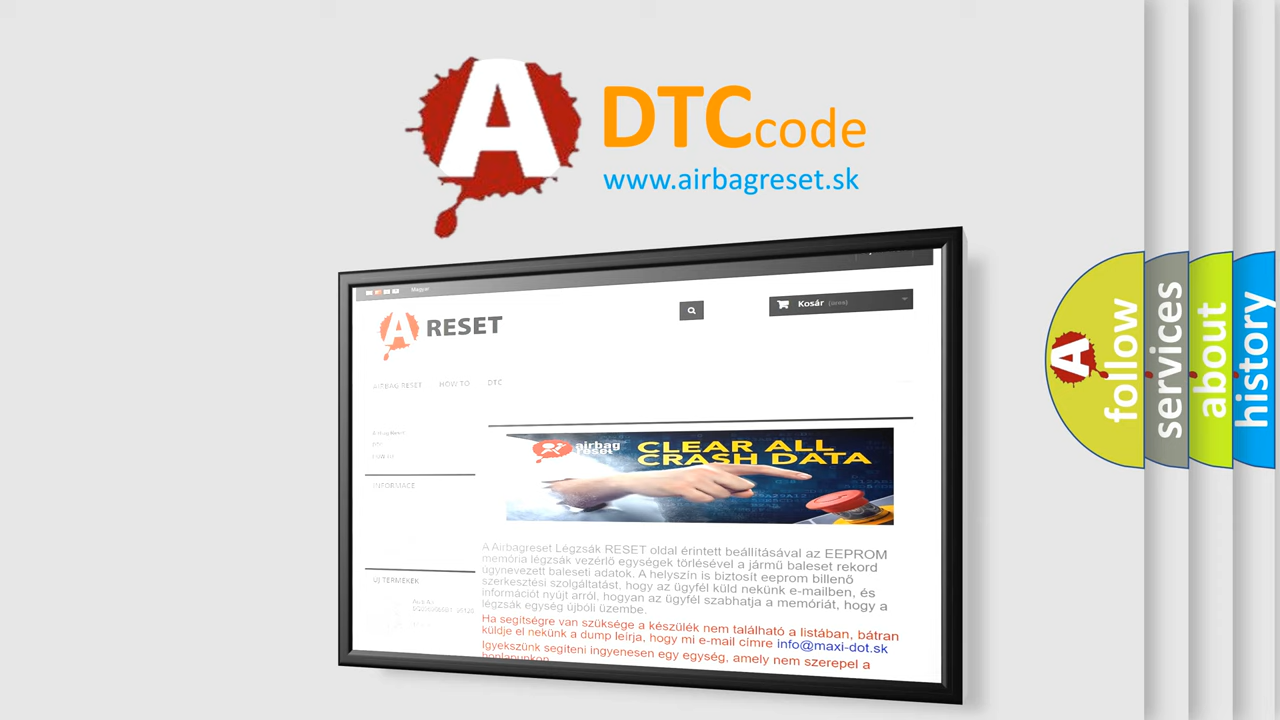 A
DTCcode
www.airbagreset.sk
Magyar
A RESET
Kosár (üres)
AIRBAG RESET HOW TO DTC
INFORMACE
ÚJ TERMÉKEK
airbag
reset
CLEAR ALL
CRASH DATA
A Airbagreset Légzsák RESET oldal érintett beállításával az EEPROM
memória légzsák vezérlő egységek törlésével a jármű baleset rekord
úgynevezett baleseti adatok. A helyszín is biztosít eeprom billenő
szerkesztési szolgáltatást, hogy az ügyfél küld nekünk e-mailben, és
információt nyújt arról, hogyan az ügyfél szabhatja a memóriát, hogy a
légzsák egység újbóli üzembe.
Ha segítségre van szüksége a készülék nem található a listában, bátran
küldje el nekünk a dump leírja, hogy mi e-mail címre info@maxi-dot.sk
Igyekszünk segíteni ingyenesen egy egység, amely nem szerepel a
honlapunkon
A
follow
services
about
history